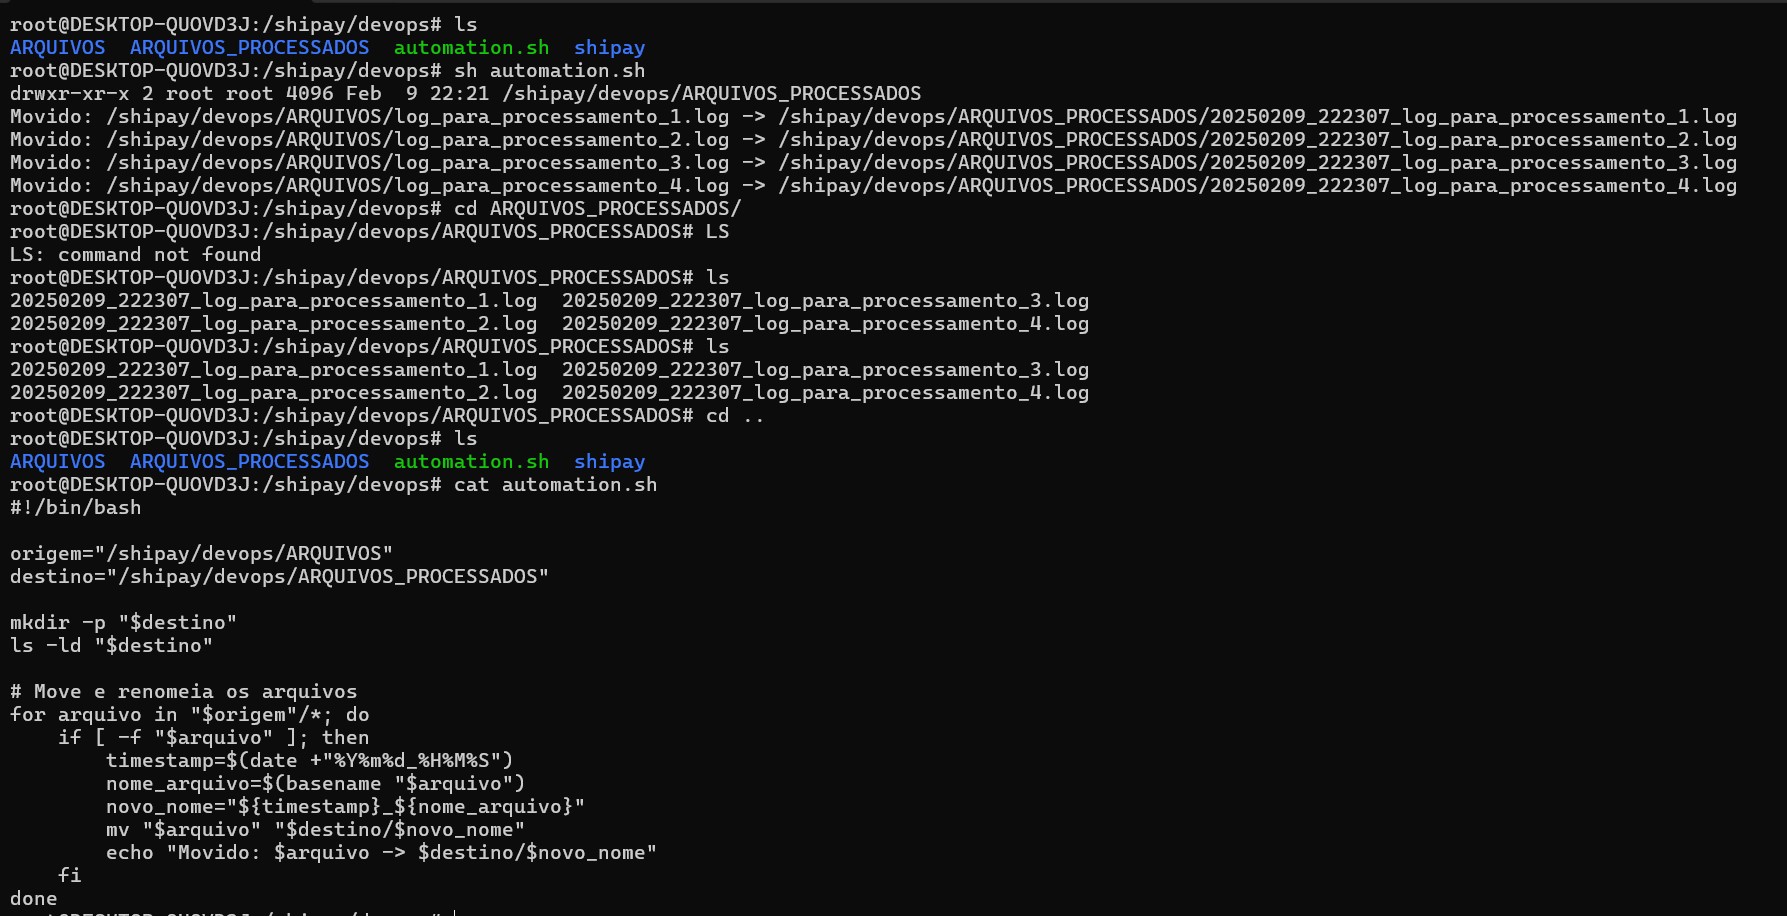 root@DESKTOP-QUOVD3J:/shipay/devops# ls
ARQUIVOS  ARQUIVOS_PROCESSADOS  automation.sh  shipay
root@DESKTOP-QUOVD3J:/shipay/devops# sh automation.sh
drwxr-xr-x 2 root root 4096 Feb  9 22:21 /shipay/devops/ARQUIVOS_PROCESSADOS
Movido: /shipay/devops/ARQUIVOS/log_para_processamento_1.log -> /shipay/devops/ARQUIVOS_PROCESSADOS/20250209_222307_log_para_processamento_1.log
Movido: /shipay/devops/ARQUIVOS/log_para_processamento_2.log -> /shipay/devops/ARQUIVOS_PROCESSADOS/20250209_222307_log_para_processamento_2.log
Movido: /shipay/devops/ARQUIVOS/log_para_processamento_3.log -> /shipay/devops/ARQUIVOS_PROCESSADOS/20250209_222307_log_para_processamento_3.log
Movido: /shipay/devops/ARQUIVOS/log_para_processamento_4.log -> /shipay/devops/ARQUIVOS_PROCESSADOS/20250209_222307_log_para_processamento_4.log
root@DESKTOP-QUOVD3J:/shipay/devops# cd ARQUIVOS_PROCESSADOS/
root@DESKTOP-QUOVD3J:/shipay/devops/ARQUIVOS_PROCESSADOS# LS
LS: command not found
root@DESKTOP-QUOVD3J:/shipay/devops/ARQUIVOS_PROCESSADOS# ls
20250209_222307_log_para_processamento_1.log  20250209_222307_log_para_processamento_3.log
20250209_222307_log_para_processamento_2.log  20250209_222307_log_para_processamento_4.log
root@DESKTOP-QUOVD3J:/shipay/devops/ARQUIVOS_PROCESSADOS# ls
20250209_222307_log_para_processamento_1.log  20250209_222307_log_para_processamento_3.log
20250209_222307_log_para_processamento_2.log  20250209_222307_log_para_processamento_4.log
root@DESKTOP-QUOVD3J:/shipay/devops/ARQUIVOS_PROCESSADOS# cd ..
root@DESKTOP-QUOVD3J:/shipay/devops# ls
ARQUIVOS  ARQUIVOS_PROCESSADOS  automation.sh  shipay
root@DESKTOP-QUOVD3J:/shipay/devops# cat automation.sh
#!/bin/bash

origem="/shipay/devops/ARQUIVOS"
destino="/shipay/devops/ARQUIVOS_PROCESSADOS"

mkdir -p "$destino"
ls -ld "$destino"

# Move e renomeia os arquivos
for arquivo in "$origem"/*; do
    if [ -f "$arquivo" ]; then
        timestamp=$(date +"%Y%m%d_%H%M%S")
        nome_arquivo=$(basename "$arquivo")
        novo_nome="${timestamp}_${nome_arquivo}"
        mv "$arquivo" "$destino/$novo_nome"
        echo "Movido: $arquivo -> $destino/$novo_nome"
    fi
done